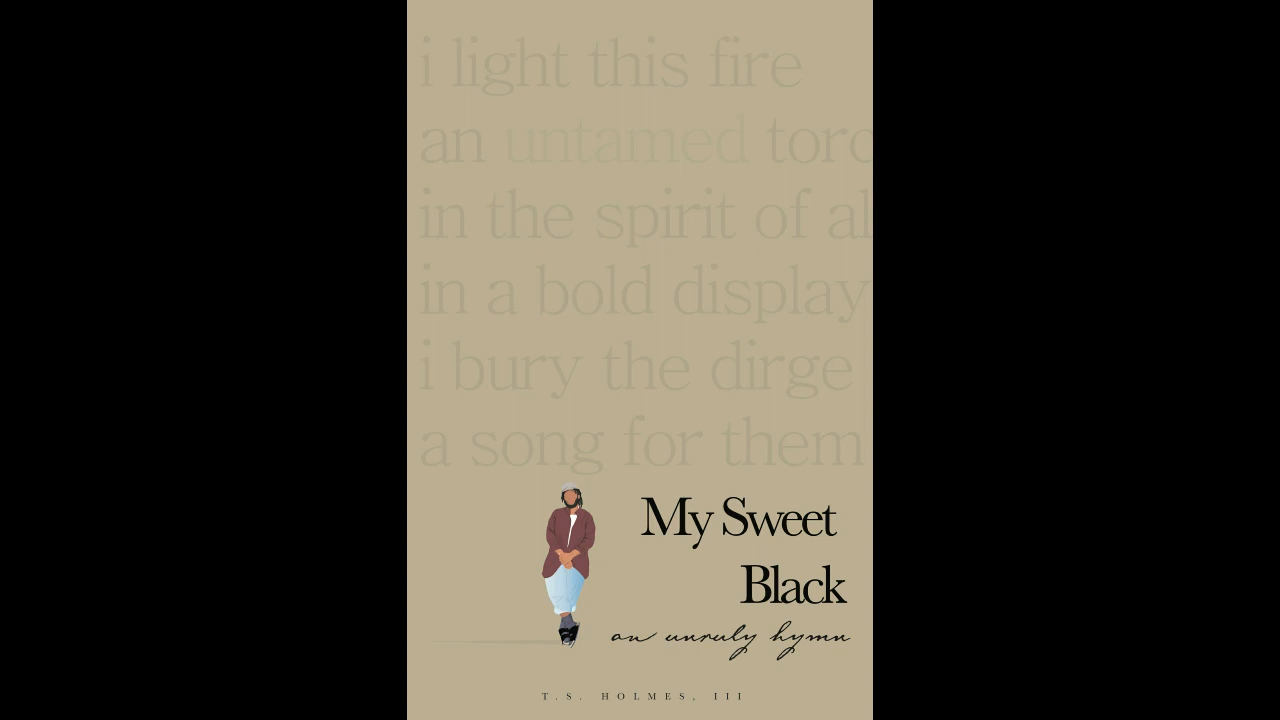 i light this fire
an untamed torc
in the spirit of al
in a bold display
i bury the dirge
a song for them
My Sweet
Black
an unruly hymn
T.S. HOLMES, III